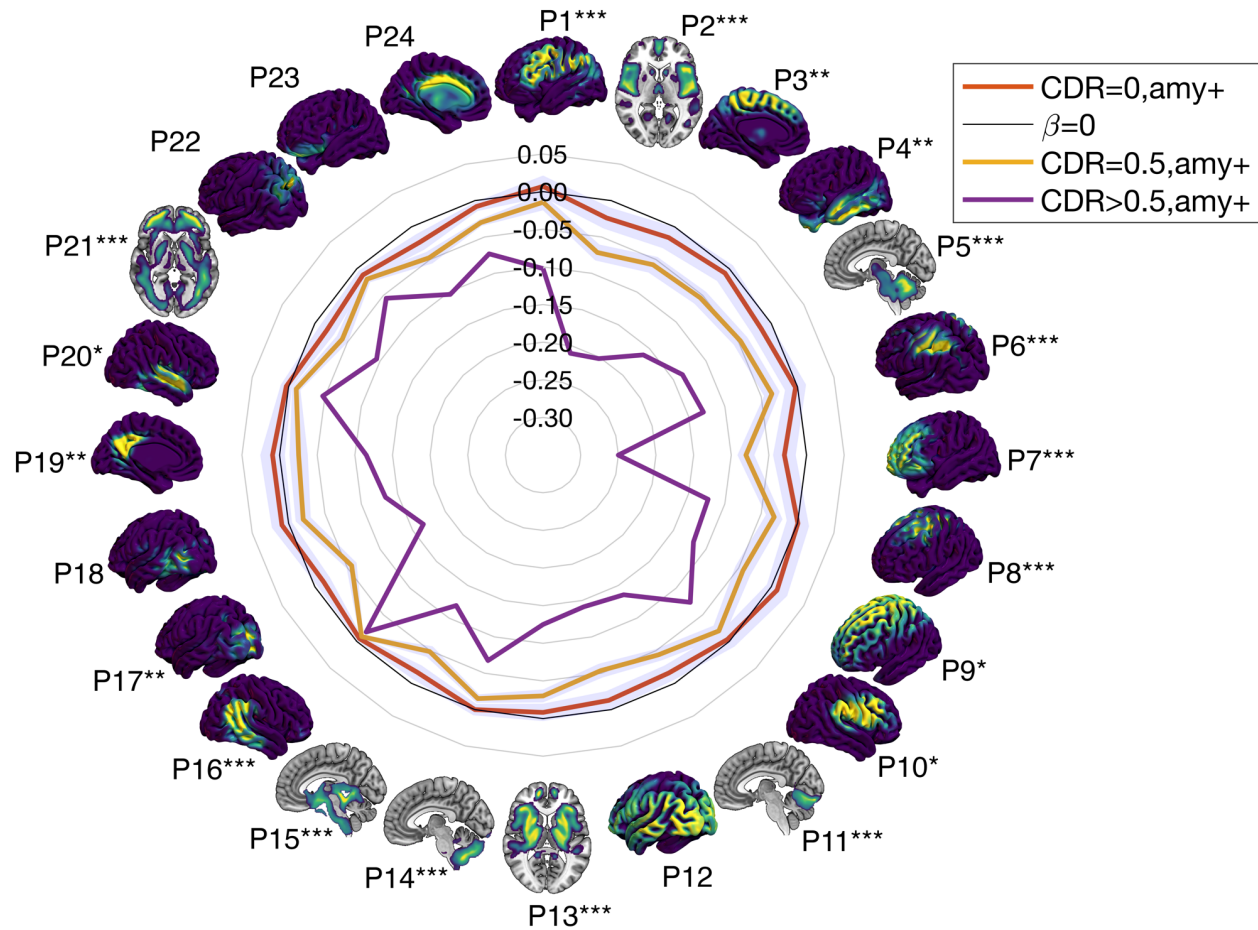 P1***
P2***
P3**
P4**
P5***
P6***
P7***
P8***
P9*
P10*
P11***
P12
P13***
P14***
P15***
P16***
P17**
P18
P19**
P20*
P21***
P22
P23
P24
0.05
0.00
-0.05
-0.10
-0.15
-0.20
-0.25
-0.30
CDR=0,amy+
β=0
CDR=0.5,amy+
CDR>0.5,amy+